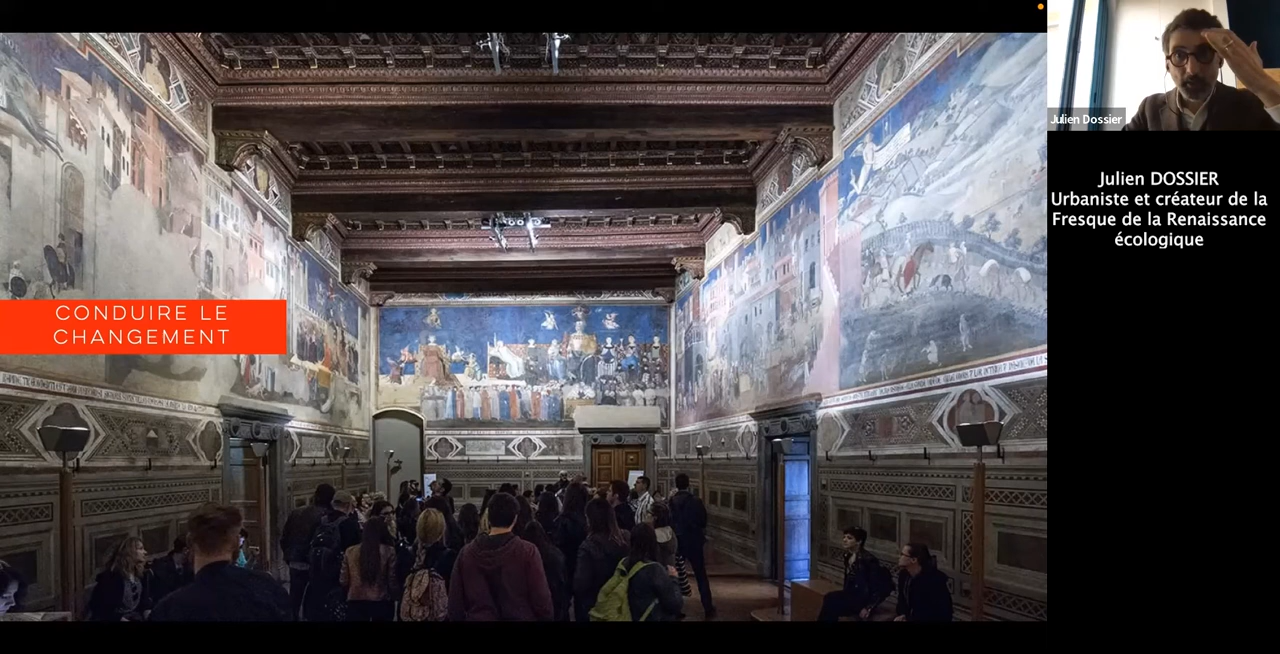 CONDUIRE LE
CHANGEMENT
Julien Dossier
Julien DOSSIER
Urbaniste et créateur de la
Fresque de la Renaissance
écologique